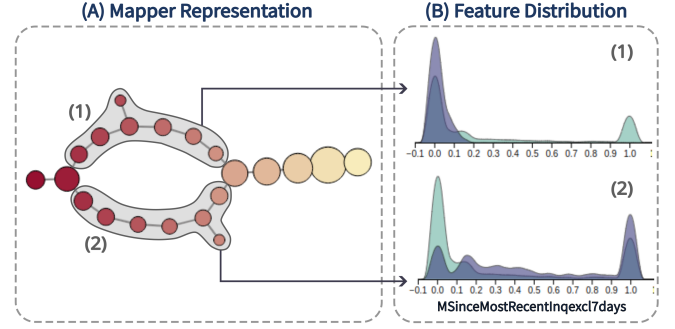 (A) Mapper Representation
(B) Feature Distribution
(1)
(2)
(1)
−0.1 0.0 0.1 0.2 0.3 0.4 0.5 0.6 0.7 0.8 0.9 1.0
(2)
−0.1 0.0 0.1 0.2 0.3 0.4 0.5 0.6 0.7 0.8 0.9 1.0
MSinceMostRecentInqexcl7days